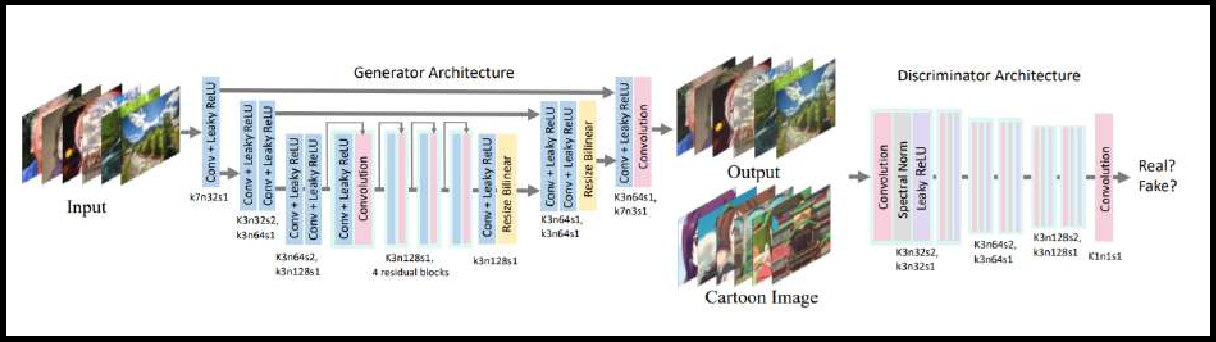 Generator Architecture
Discriminator Architecture
Input
Conv + Leaky ReLU
k7n32s1
Conv + Leaky ReLU
Conv + Leaky ReLU
K3n32s2,
k3n64s1
Conv + Leaky ReLU
Conv + Leaky ReLU
K3n64s2,
k3n128s1
Conv + Leaky ReLU
Convolution
K3n128s1,
4 residual blocks
Conv + Leaky ReLU
Resize Bilinear
k3n128s1
Conv + Leaky ReLU
Conv + Leaky ReLU
Resize Bilinear
K3n64s1,
k3n64s1
Conv + Leaky ReLU
Convolution
K3n64s1,
k7n3s1
Output
Cartoon Image
Convolution
Spectral Norm
Leaky ReLU
K3n32s2,
k3n32s1
K3n64s2,
k3n64s1
K3n128s2,
k3n128s1
Convolution
K1n1s1
Real?
Fake?